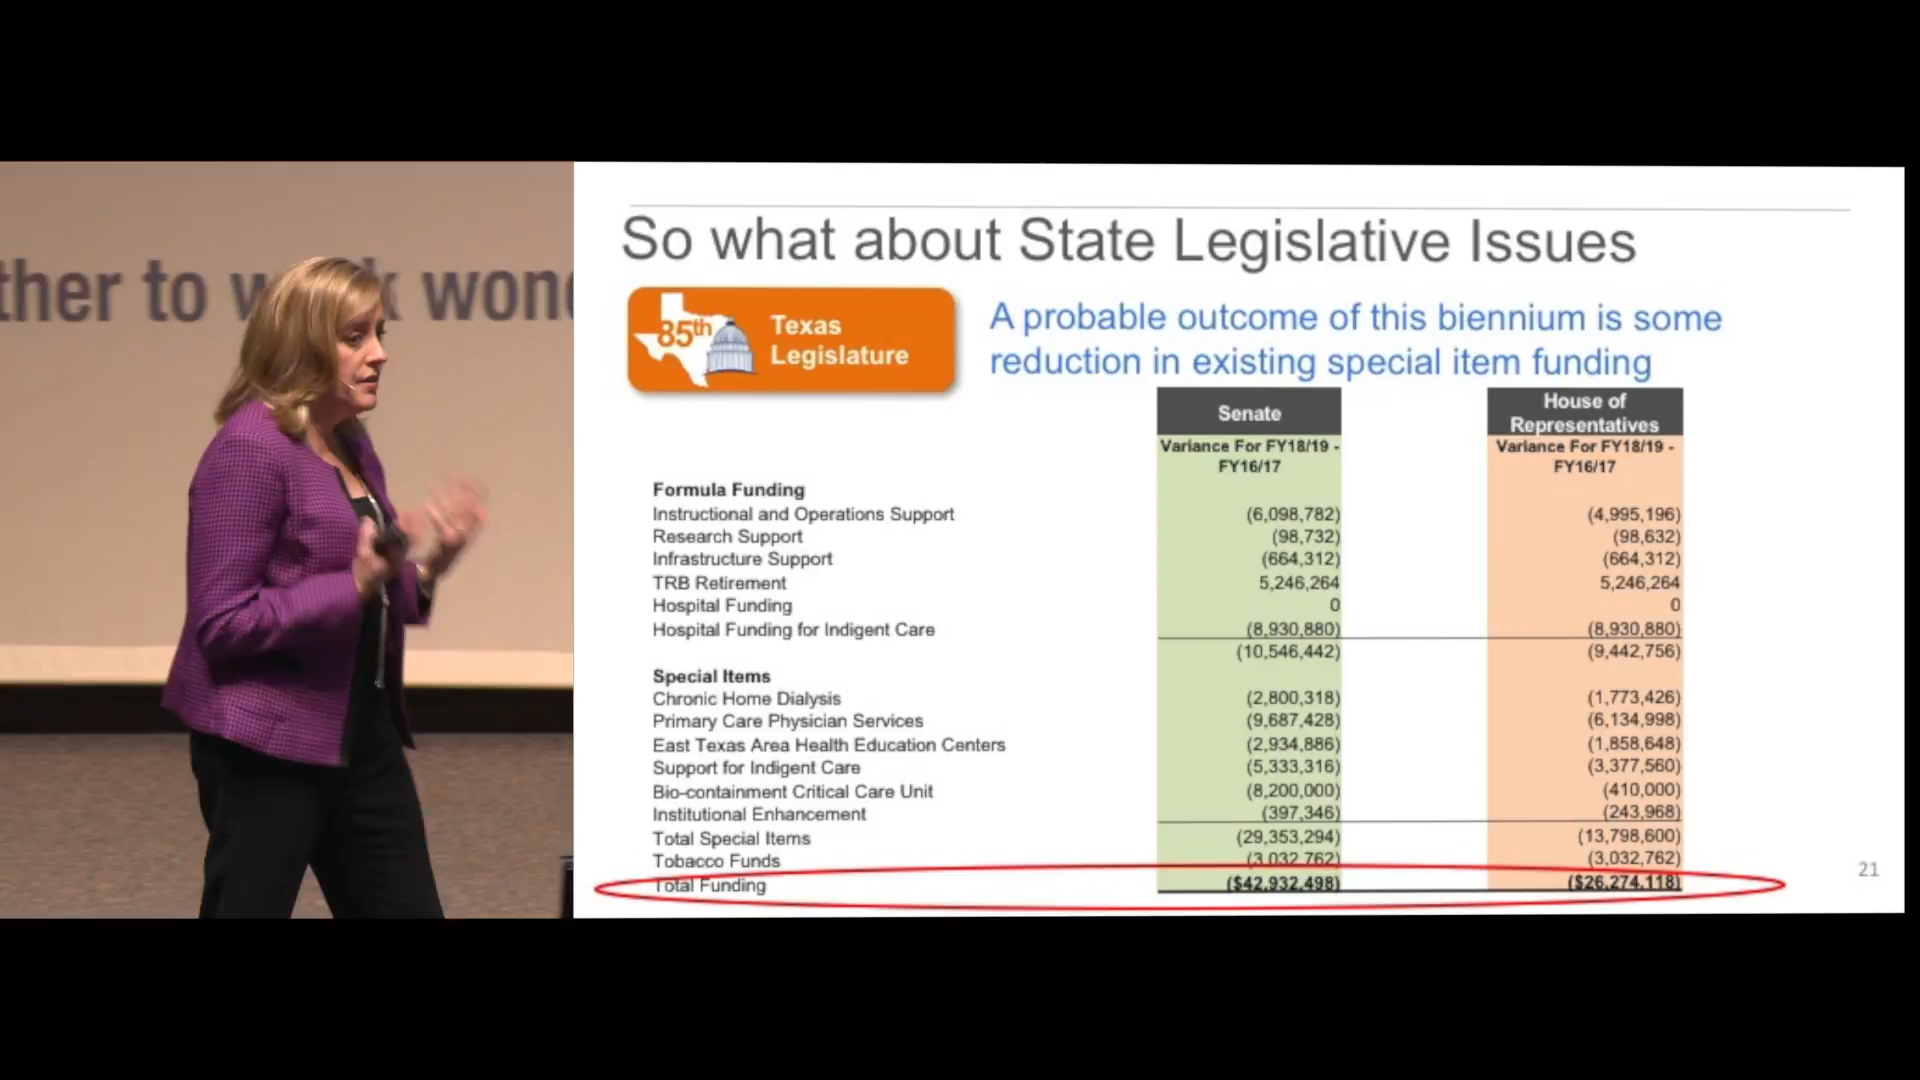 ther to w k won
So what about State Legislative Issues
85th Texas Legislature
A probable outcome of this biennium is some
reduction in existing special item funding
Senate House of
Representatives
Variance For FY18/19 - Variance For FY18/19 -
FY16/17 FY16/17
Formula Funding
Instructional and Operations Support (6,098,782) (4,995,196)
Research Support (98,732) (98,632)
Infrastructure Support (664,312) (664,312)
TRB Retirement 5,246,264 5,246,264
Hospital Funding 0 0
Hospital Funding for Indigent Care (8,930,880) (8,930,880)
(10,546,442) (9,442,756)
Special Items
Chronic Home Dialysis (2,800,318) (1,773,426)
Primary Care Physician Services (9,687,428) (6,134,998)
East Texas Area Health Education Centers (2,934,886) (1,858,648)
Support for Indigent Care (5,333,316) (3,377,560)
Bio-containment Critical Care Unit (8,200,000) (410,000)
Institutional Enhancement (397,346) (243,968)
Total Special Items (29,353,294) (13,798,600)
Tobacco Funds (3,032,762) (3,032,762)
Total Funding ($42,932,498) ($26,274,118)
21